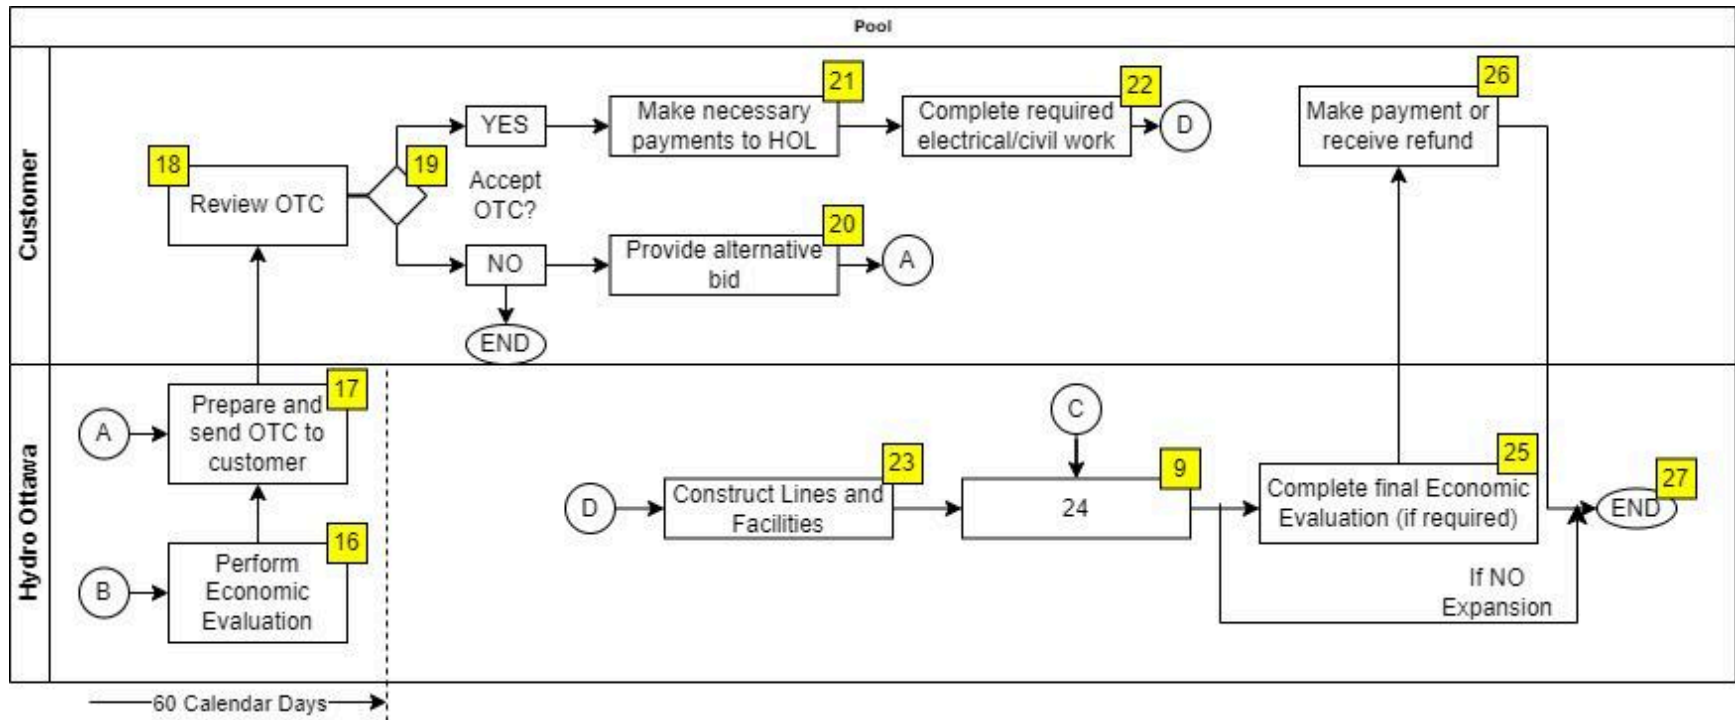 Pool
Customer
18
Review OTC
19
YES
Accept
OTC?
NO
END
21
Make necessary
payments to HOL
22
Complete required
electrical/civil work
D
20
Provide alternative
bid
A
26
Make payment or
receive refund
Hydro Ottawa
A
17
Prepare and
send OTC to
customer
B
16
Perform
Economic
Evaluation
D
23
Construct Lines and
Facilities
C
9
24
25
Complete final Economic
Evaluation (if required)
27
END
If NO
Expansion
60 Calendar Days